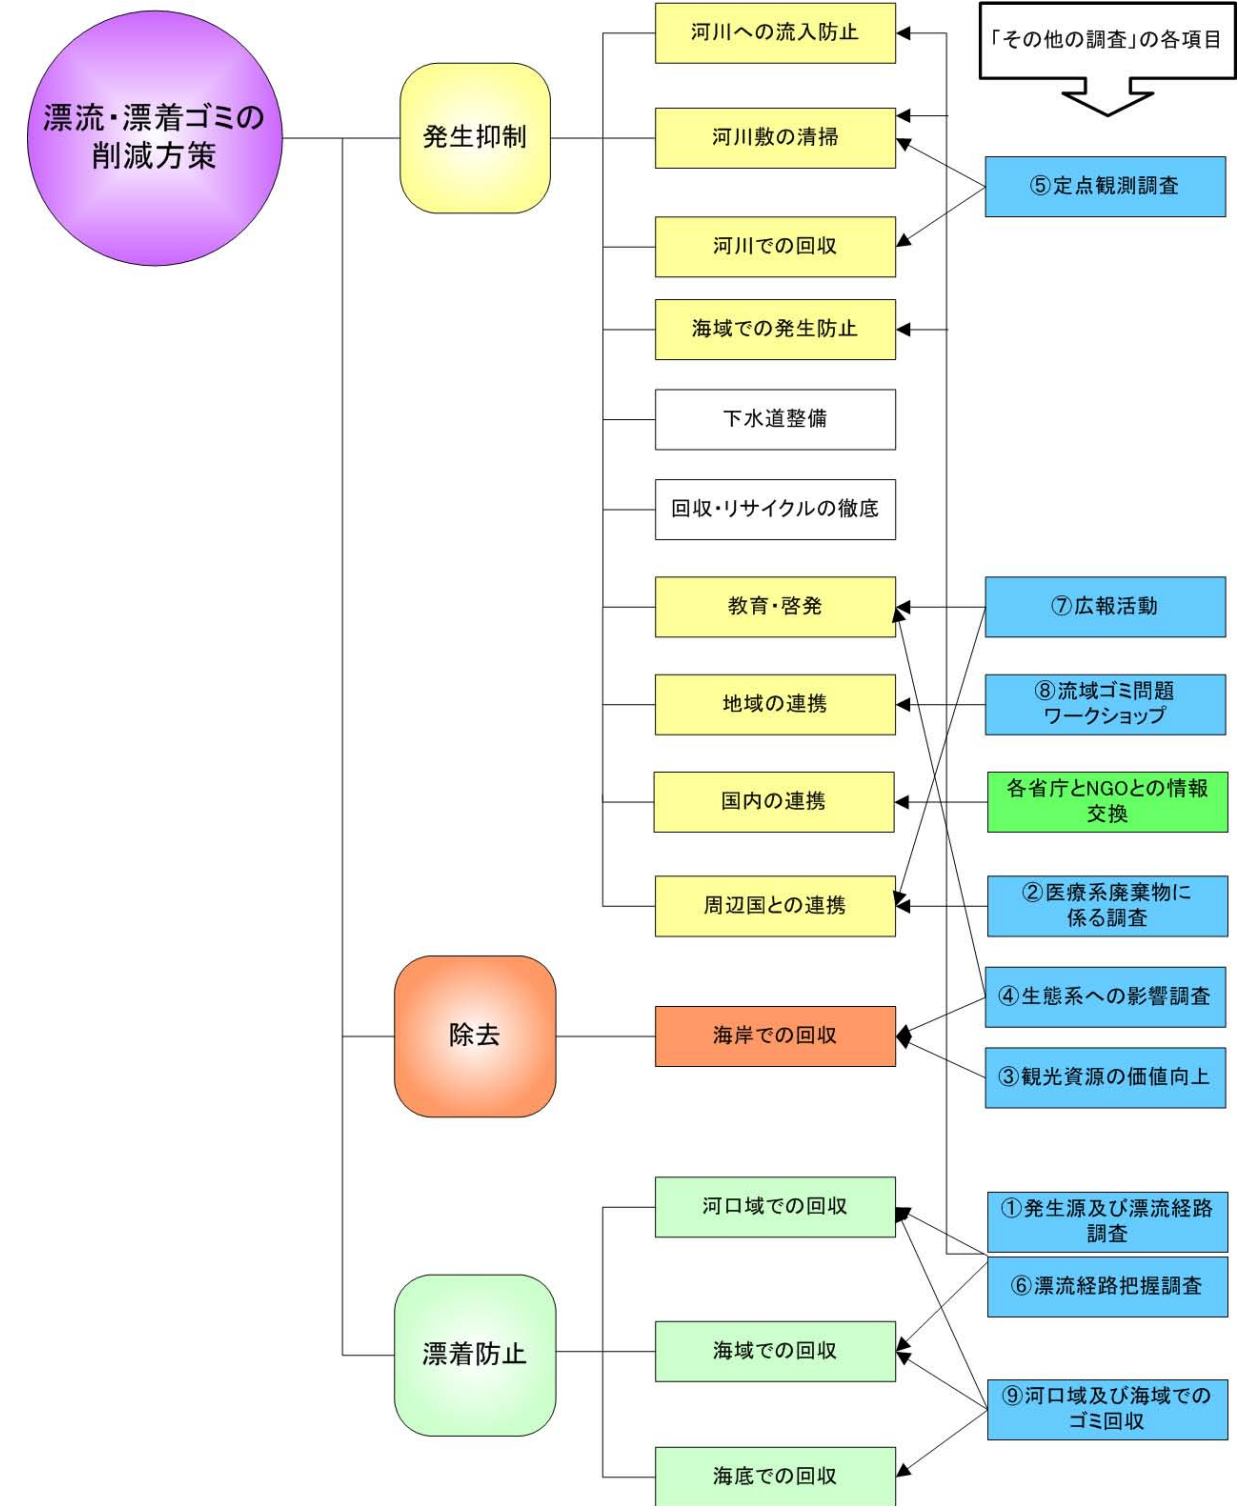 漂流・漂着ゴミの
削減方策
発生抑制
河川への流入防止
「その他の調査」の各項目
河川敷の清掃
⑤定点観測調査
河川での回収
海域での発生防止
下水道整備
回収・リサイクルの徹底
教育・啓発
⑦広報活動
地域の連携
⑧流域ゴミ問題
ワークショップ
国内の連携
各省庁とNGOとの情報
交換
周辺国との連携
②医療系廃棄物に
係る調査
④生態系への影響調査
除去
海岸での回収
③観光資源の価値向上
河口域での回収
①発生源及び漂流経路
調査
⑥漂流経路把握調査
漂着防止
海域での回収
⑨河口域及び海域での
ゴミ回収
海底での回収